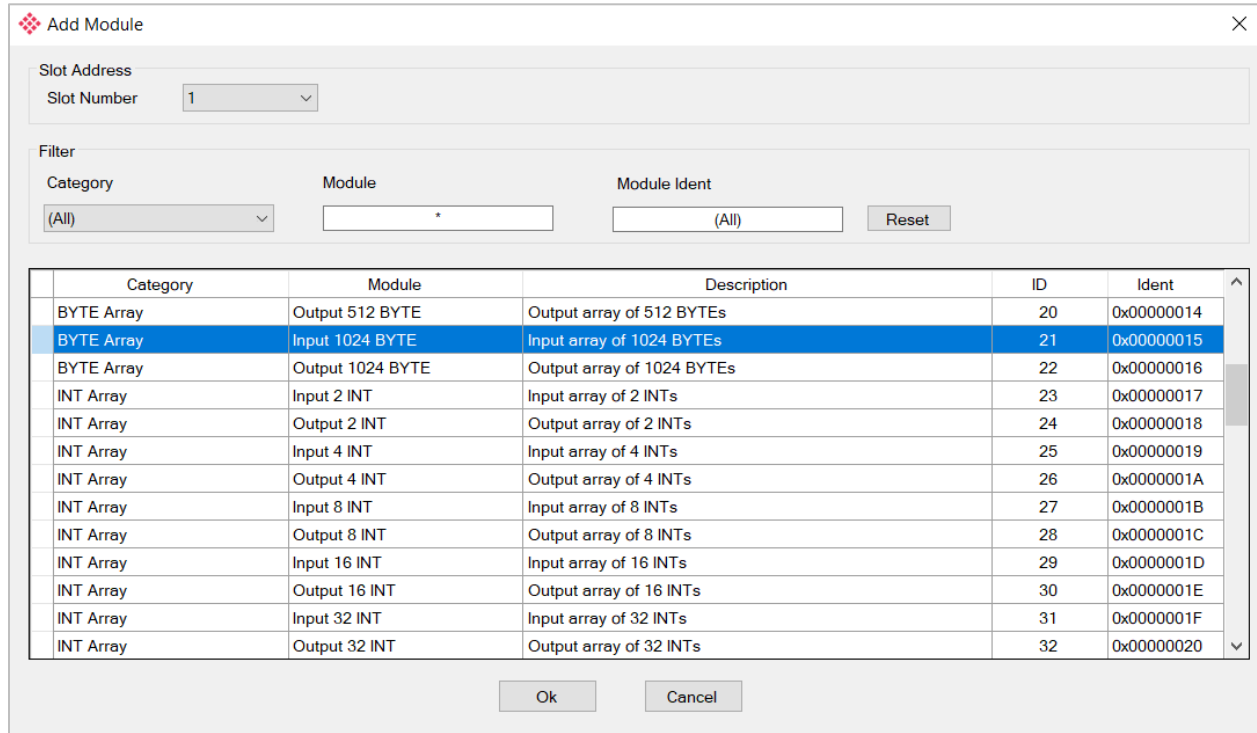 Add Module
Slot Address
Slot Number 1
Filter
Category Module Module Ident
(All) * (All) Reset
Category Module Description ID Ident
BYTE Array Output 512 BYTE Output array of 512 BYTEs 20 0x00000014
BYTE Array Input 1024 BYTE Input array of 1024 BYTEs 21 0x00000015
BYTE Array Output 1024 BYTE Output array of 1024 BYTEs 22 0x00000016
INT Array Input 2 INT Input array of 2 INTs 23 0x00000017
INT Array Output 2 INT Output array of 2 INTs 24 0x00000018
INT Array Input 4 INT Input array of 4 INTs 25 0x00000019
INT Array Output 4 INT Output array of 4 INTs 26 0x0000001A
INT Array Input 8 INT Input array of 8 INTs 27 0x0000001B
INT Array Output 8 INT Output array of 8 INTs 28 0x0000001C
INT Array Input 16 INT Input array of 16 INTs 29 0x0000001D
INT Array Output 16 INT Output array of 16 INTs 30 0x0000001E
INT Array Input 32 INT Input array of 32 INTs 31 0x0000001F
INT Array Output 32 INT Output array of 32 INTs 32 0x00000020
Ok Cancel